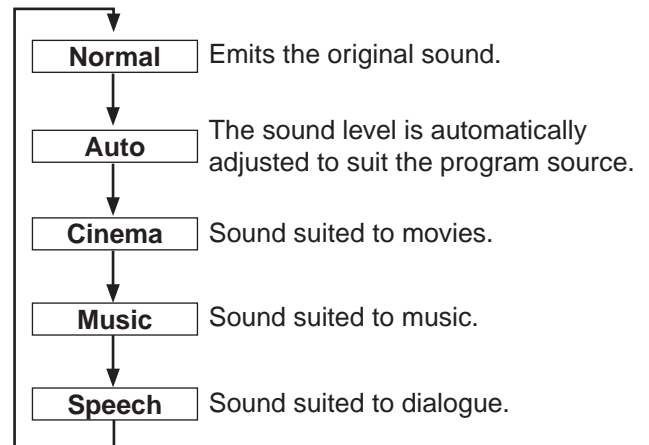 Normal Emits the original sound.
Auto The sound level is automatically
adjusted to suit the program source.
Cinema Sound suited to movies.
Music Sound suited to music.
Speech Sound suited to dialogue.